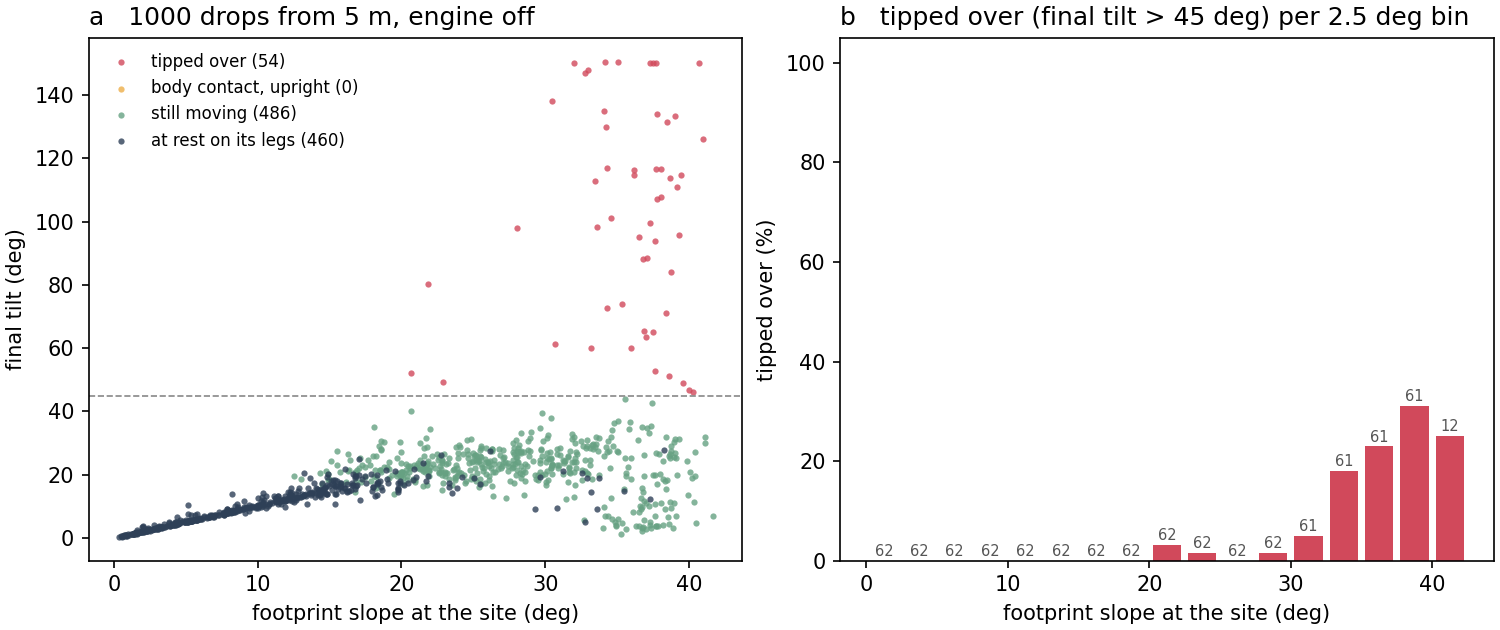 a 1000 drops from 5 m, engine off
tipped over (54)
body contact, upright (0)
still moving (486)
at rest on its legs (460)
final tilt (deg)
140
120
100
80
60
40
20
0
0 10 20 30 40
footprint slope at the site (deg)
b tipped over (final tilt > 45 deg) per 2.5 deg bin
tipped over (%)
100
80
60
40
20
0
62 62 62 62 62 62 62 62 62 62 62 62 61 61 61 61 12
0 10 20 30 40
footprint slope at the site (deg)